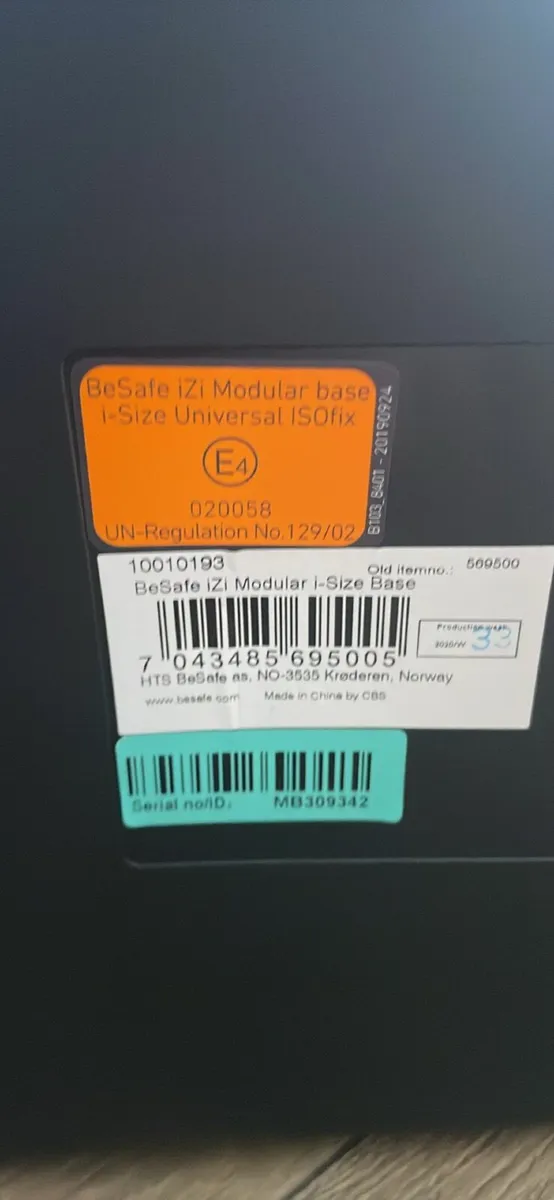 BeSafe iZi Modular base
i-Size Universal ISOfix
E4
020058
UN-Regulation No.129/02
10010193
Old itemno.: 569500
BeSafe iZi Modular i-Size Base
Production week
2020/W 33
7 043485 695005
HTS BeSafe as, NO-3535 Krøderen, Norway
www.besafe.com Made in China by CBS
Serial no/ID: MB309342